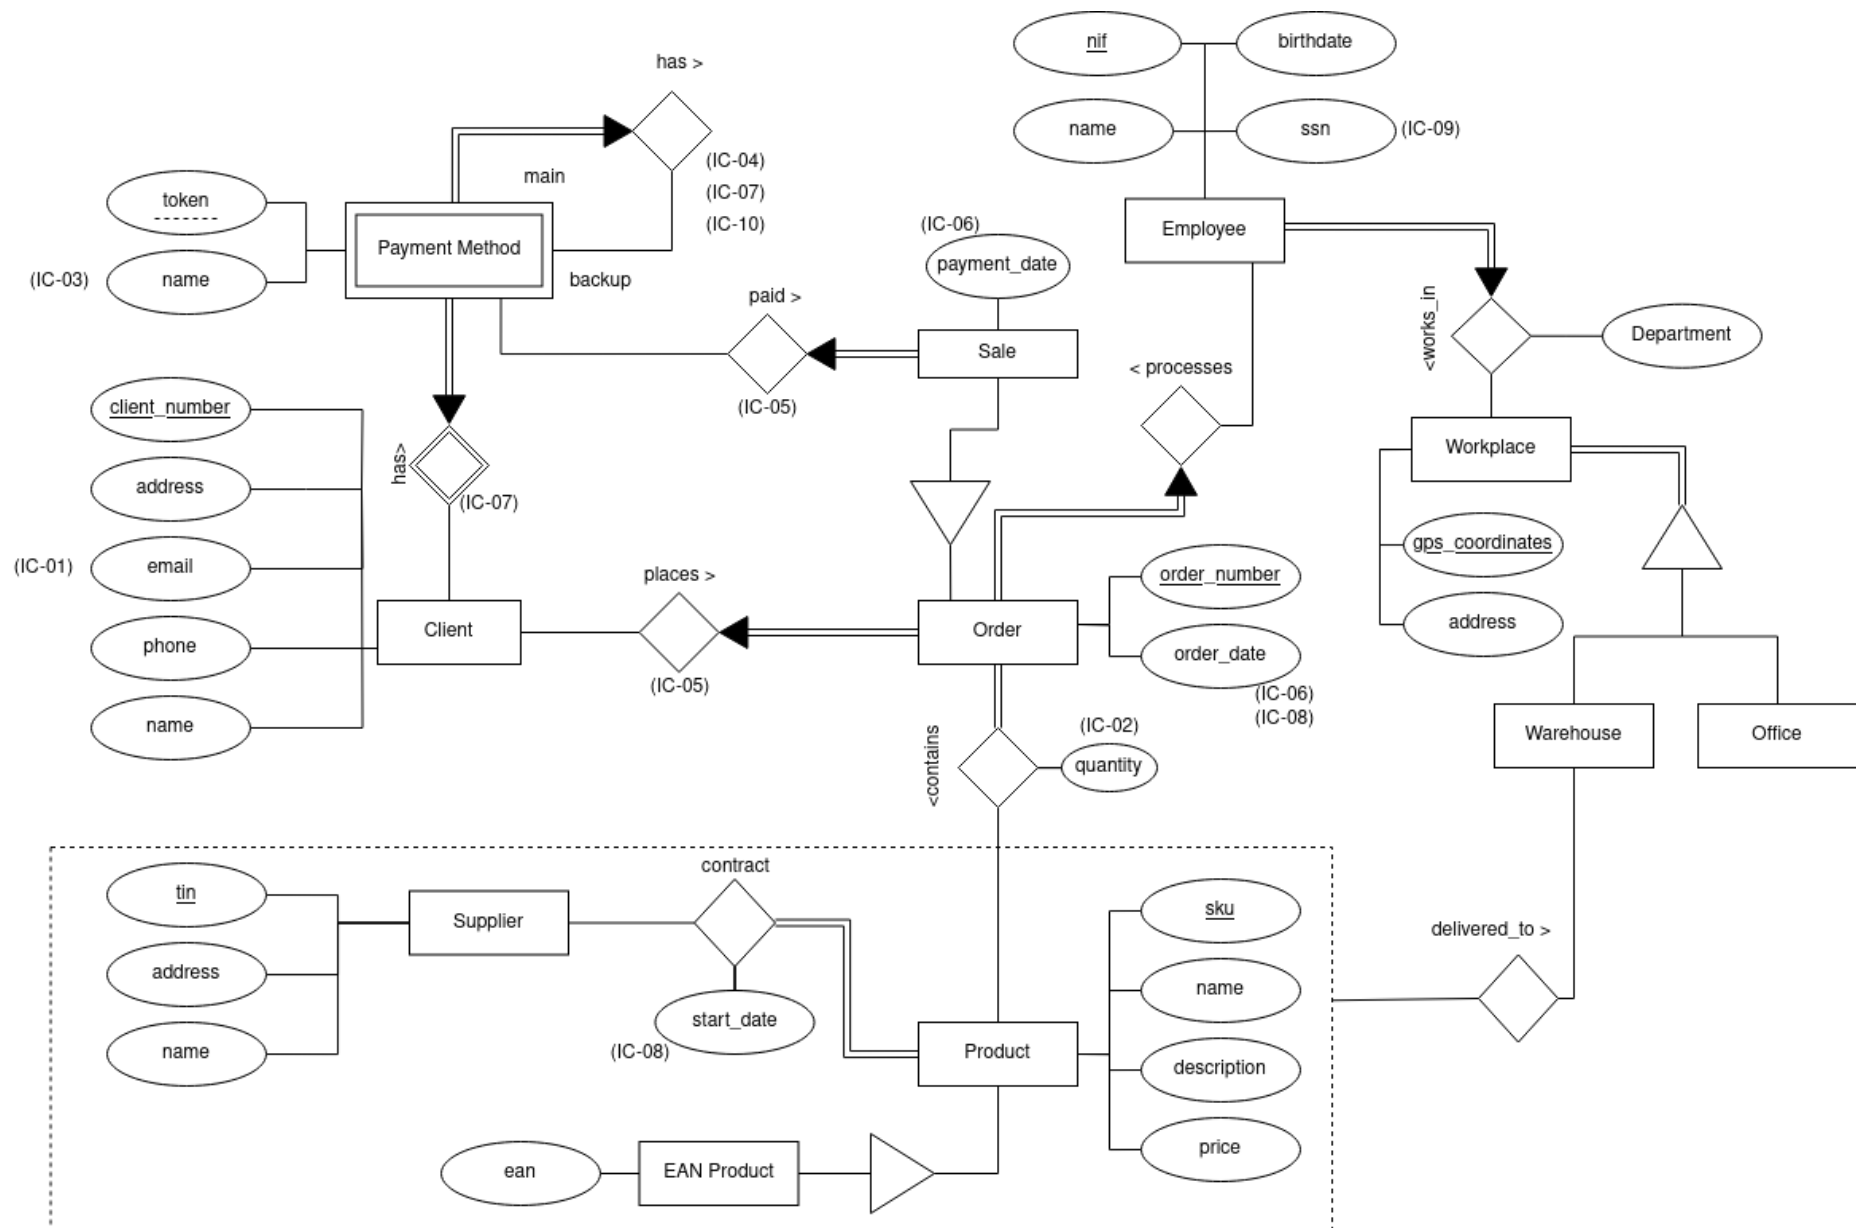 nif
birthdate
has >
name
ssn
(IC-09)
(IC-04)
main
(IC-07)
token
(IC-10)
(IC-06)
Employee
Payment Method
payment_date
(IC-03)
name
backup
paid >
<works_in
Department
Sale
< processes
client_number
(IC-05)
Workplace
has>
address
(IC-07)
gps_coordinates
(IC-01)
email
places >
order_number
address
Client
Order
phone
order_date
(IC-05)
(IC-06)
(IC-08)
name
(IC-02)
Warehouse
Office
<contains
quantity
contract
tin
sku
Supplier
delivered_to >
address
name
start_date
(IC-08)
name
Product
description
price
ean
EAN Product